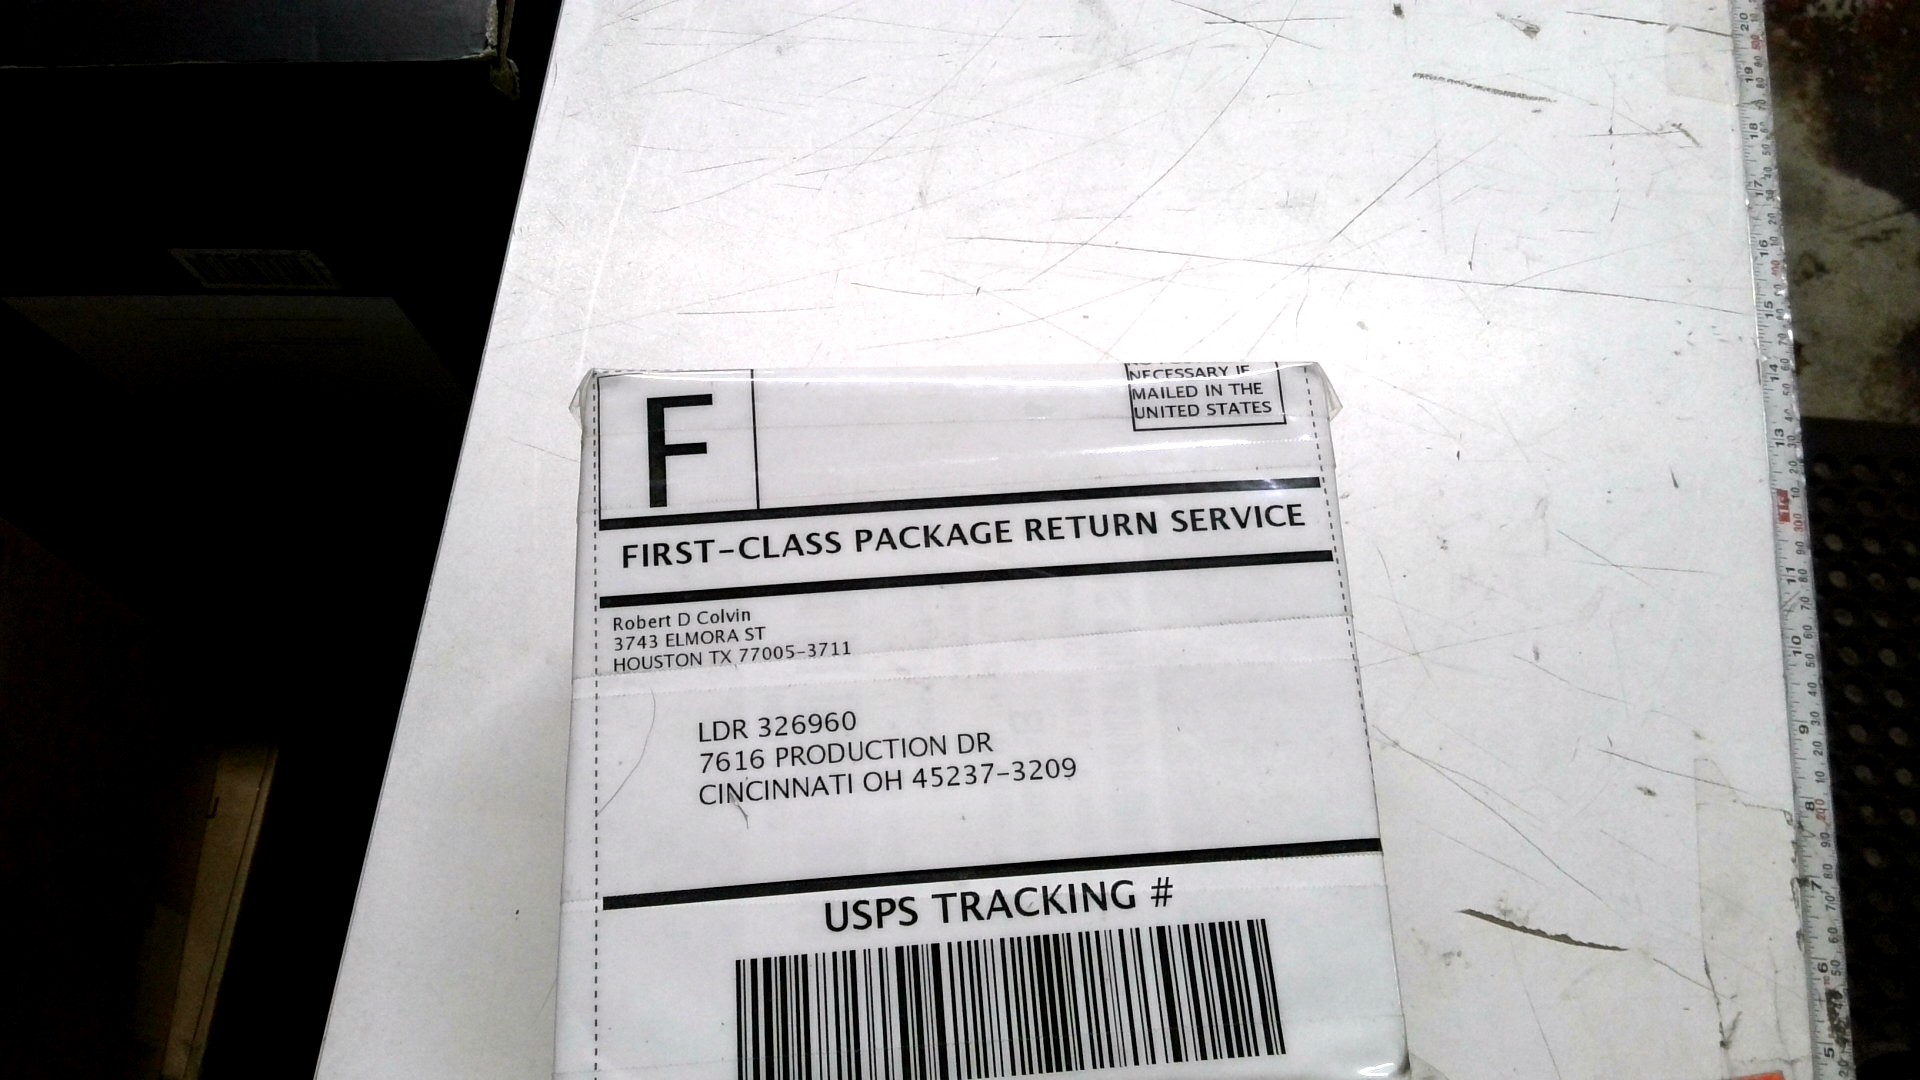 F
NECESSARY IF
MAILED IN THE
UNITED STATES
FIRST-CLASS PACKAGE RETURN SERVICE
Robert D Colvin
3743 ELMORA ST
HOUSTON TX 77005-3711
LDR 326960
7616 PRODUCTION DR
CINCINNATI OH 45237-3209
USPS TRACKING #